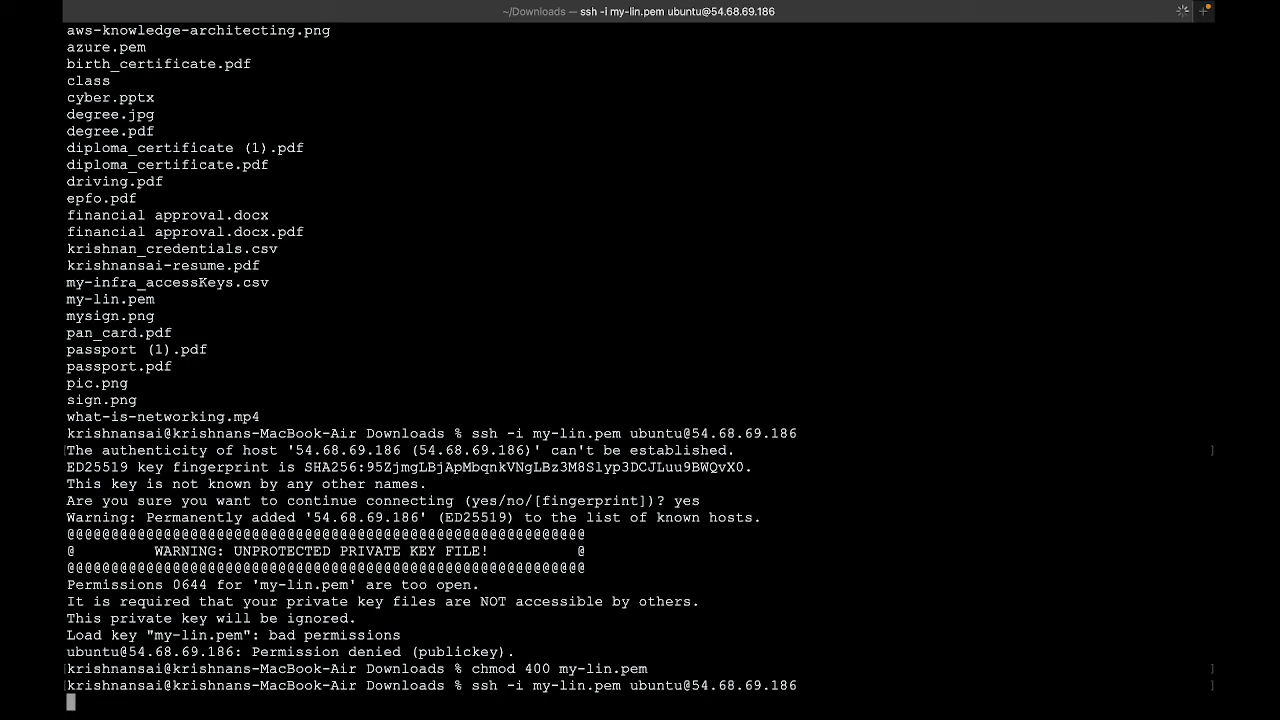 ~/Downloads — ssh -i my-lin.pem ubuntu@54.68.69.186
aws-knowledge-architecting.png
azure.pem
birth_certificate.pdf
class
cyber.pptx
degree.jpg
degree.pdf
diploma_certificate (1).pdf
diploma_certificate.pdf
driving.pdf
epfo.pdf
financial approval.docx
financial approval.docx.pdf
krishnan_credentials.csv
krishnansai-resume.pdf
my-infra_accessKeys.csv
my-lin.pem
mysign.png
pan_card.pdf
passport (1).pdf
passport.pdf
pic.png
sign.png
what-is-networking.mp4
krishnansai@krishnans-MacBook-Air Downloads % ssh -i my-lin.pem ubuntu@54.68.69.186
[The authenticity of host '54.68.69.186 (54.68.69.186)' can't be established. ]
ED25519 key fingerprint is SHA256:95ZjmgLBjApMbqnkVNgLBz3M8Slyp3DCJLuu9BWQvX0.
This key is not known by any other names.
Are you sure you want to continue connecting (yes/no/[fingerprint])? yes
Warning: Permanently added '54.68.69.186' (ED25519) to the list of known hosts.
@@@@@@@@@@@@@@@@@@@@@@@@@@@@@@@@@@@@@@@@@@@@@@@@@@@@@@@@@@@
@         WARNING: UNPROTECTED PRIVATE KEY FILE!          @
@@@@@@@@@@@@@@@@@@@@@@@@@@@@@@@@@@@@@@@@@@@@@@@@@@@@@@@@@@@
Permissions 0644 for 'my-lin.pem' are too open.
It is required that your private key files are NOT accessible by others.
This private key will be ignored.
Load key "my-lin.pem": bad permissions
ubuntu@54.68.69.186: Permission denied (publickey).
[krishnansai@krishnans-MacBook-Air Downloads % chmod 400 my-lin.pem ]
[krishnansai@krishnans-MacBook-Air Downloads % ssh -i my-lin.pem ubuntu@54.68.69.186 ]